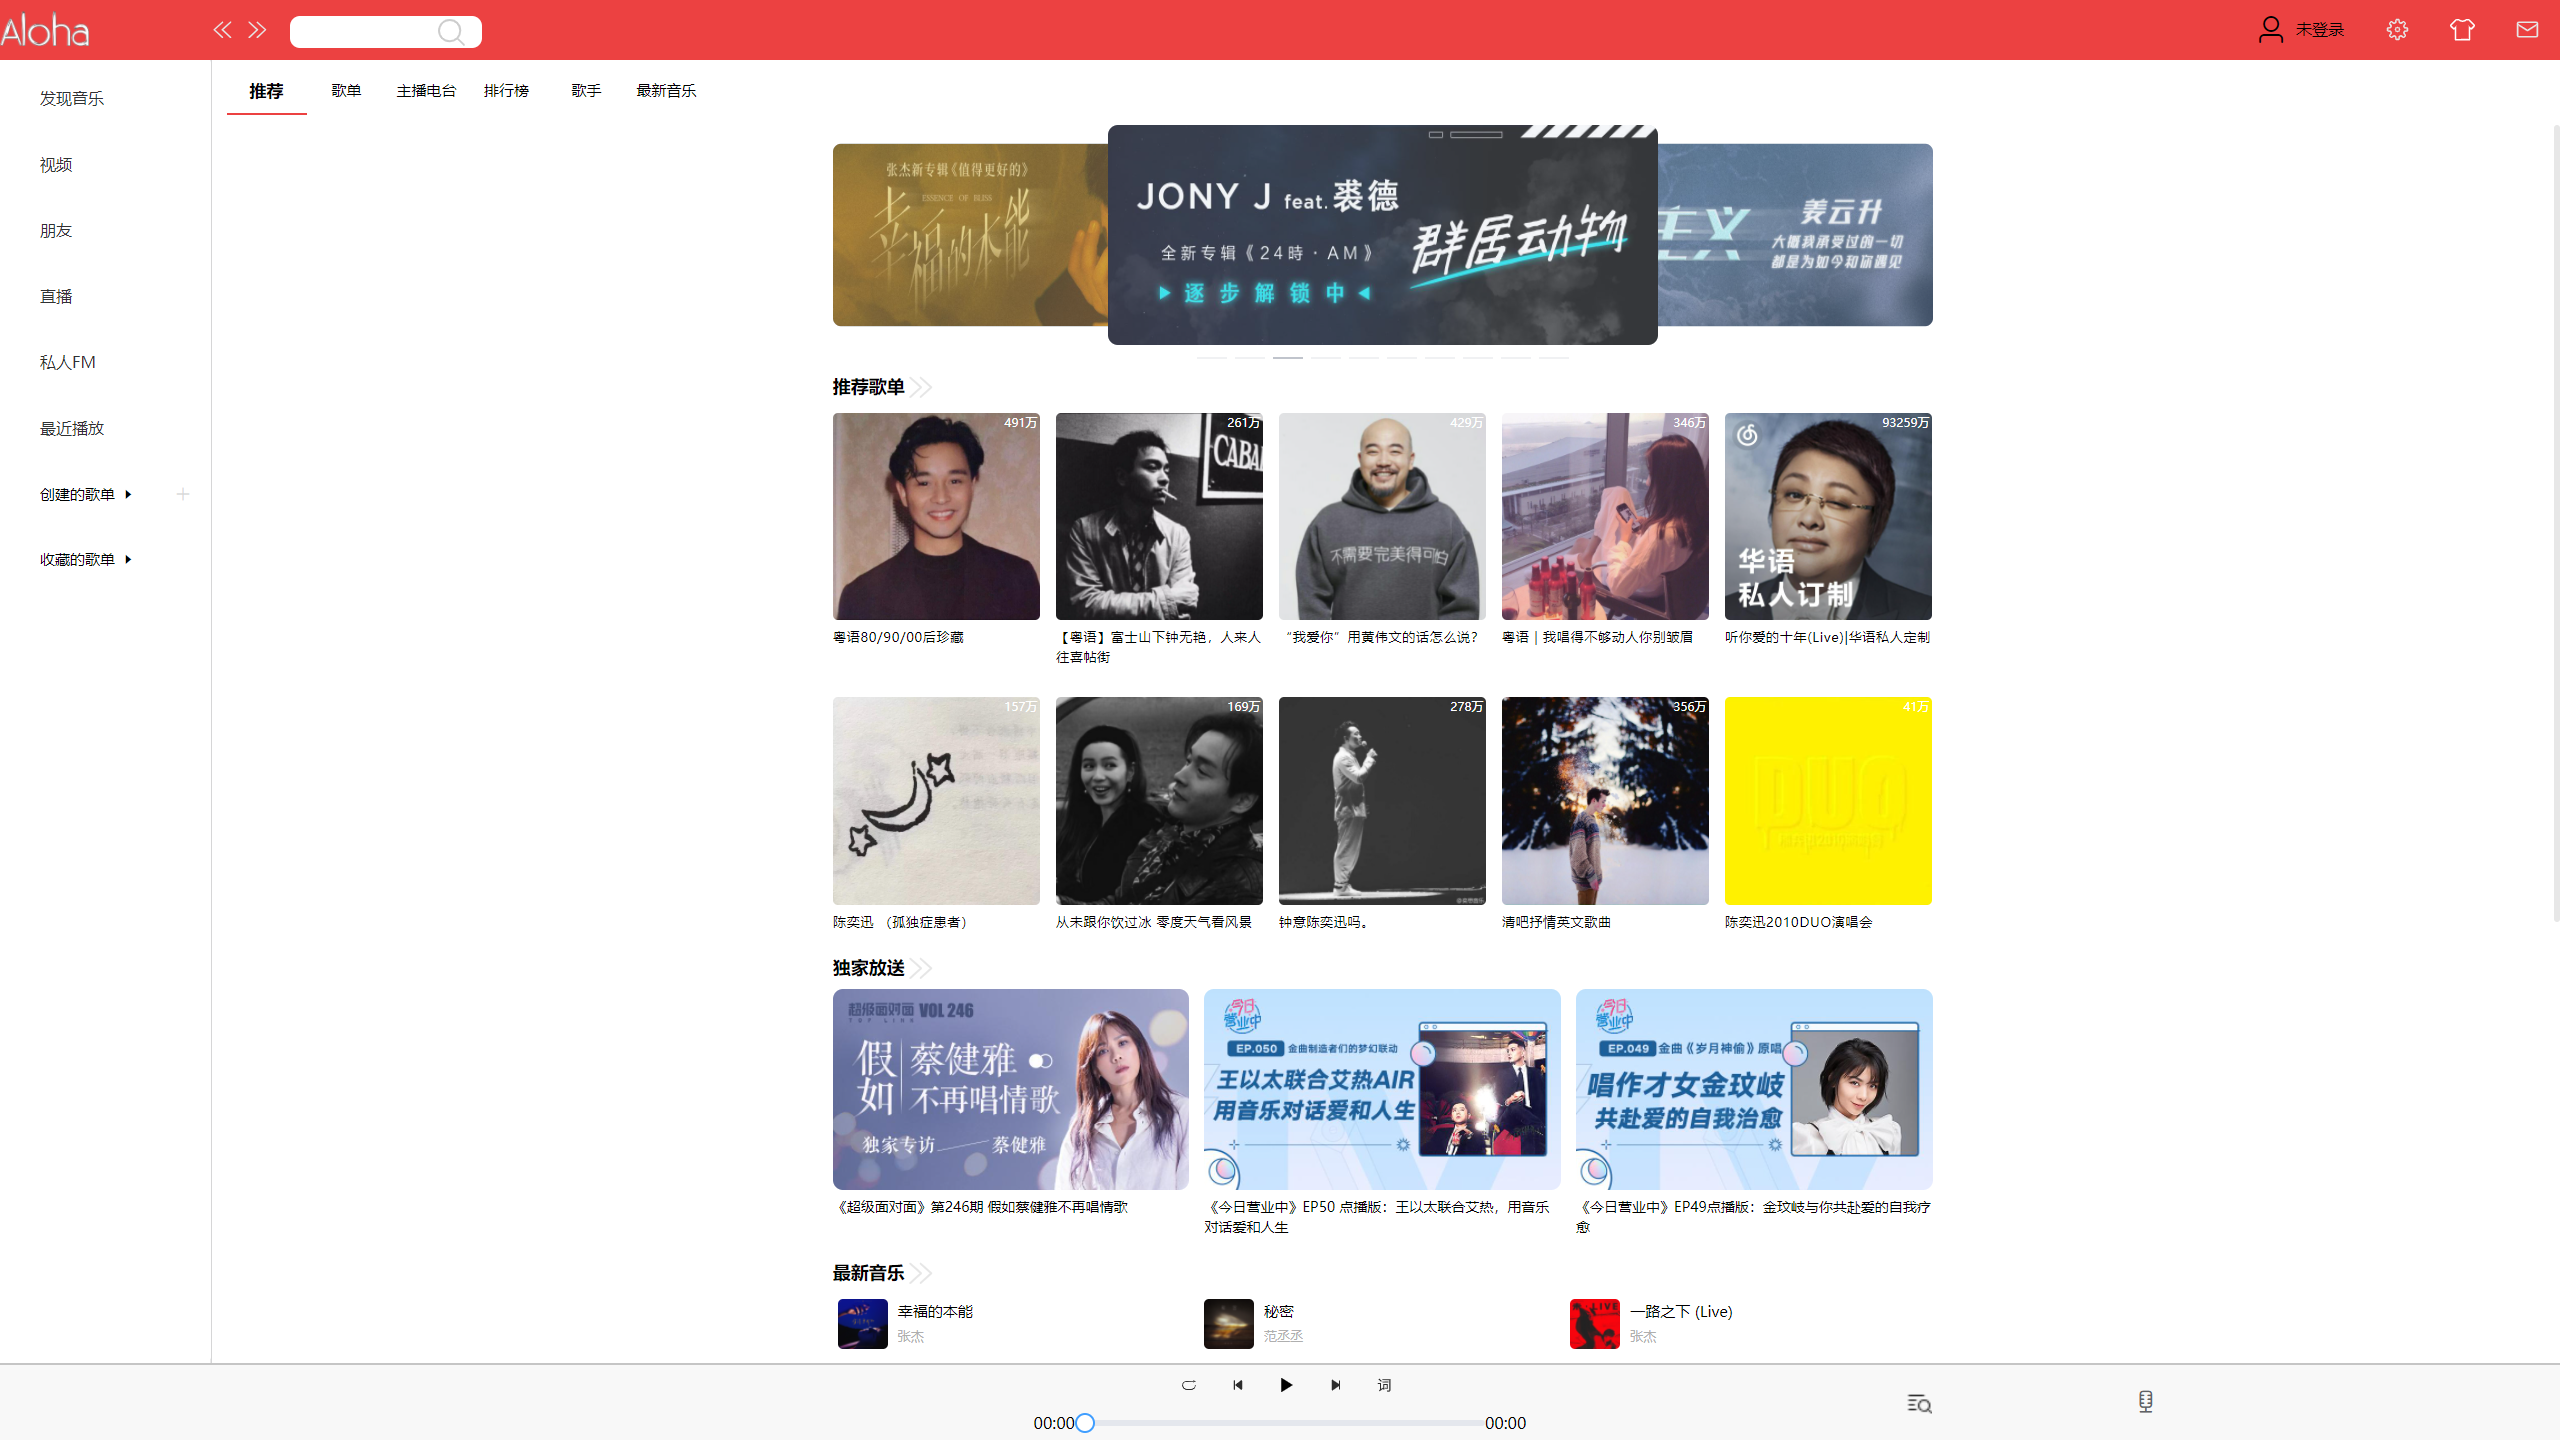 Aloha
未登录
发现音乐
视频
朋友
直播
私人FM
最近播放
创建的歌单
收藏的歌单
推荐 歌单 主播电台 排行榜 歌手 最新音乐
张杰新专辑《值得更好的》
幸福的本能
ESSENCE OF BLISS
JONY J feat.裘德
全新专辑《24時·AM》
逐步解锁中
群居动物
主义
姜云升
大概我承受过的一切
都是为如今和你遇见
推荐歌单
491万
261万
CABA
429万
不需要完美得可怕
346万
93259万
华语
私人订制
粤语80/90/00后珍藏
【粤语】富士山下钟无艳，人来人
往喜帖街
“我爱你”用黄伟文的话怎么说？
粤语 | 我唱得不够动人你别皱眉
听你爱的十年(Live)|华语私人定制
157万
169万
278万
356万
41万
DUO
陈奕迅 （孤独症患者）
从未跟你饮过冰 零度天气看风景
钟意陈奕迅吗。
清吧抒情英文歌曲
陈奕迅2010DUO演唱会
独家放送
超级面对面 VOL 246
TOP LINE
假如
蔡健雅
不再唱情歌
独家专访 蔡健雅
今日营业中
EP.050 金曲制造者们的梦幻联动
王以太联合艾热AIR
用音乐对话爱和人生
今日营业中
EP.049 金曲《岁月神偷》原唱
唱作才女金玟岐
共赴爱的自我治愈
《超级面对面》第246期 假如蔡健雅不再唱情歌
《今日营业中》EP50 点播版：王以太联合艾热，用音乐
对话爱和人生
《今日营业中》EP49点播版：金玟岐与你共赴爱的自我疗
愈
最新音乐
幸福的本能
张杰
秘密
范丞丞
LIVE
一路之下 (Live)
张杰
词
00:00 00:00